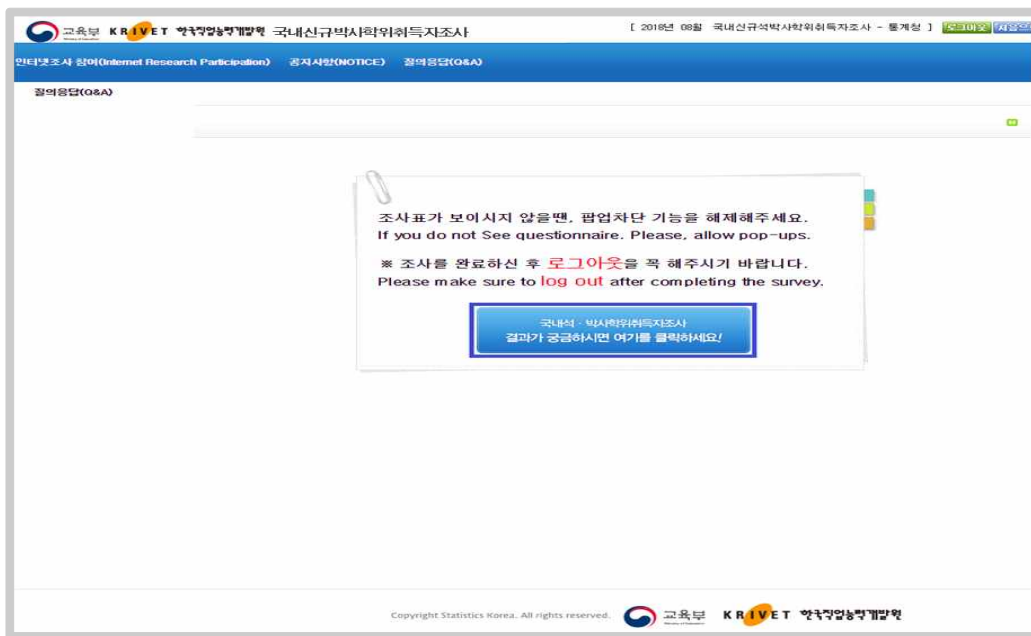 교육부 KRIVET 한국직업능력개발원 국내신규박사학위취득자조사
[ 2018년 08월 국내신규석박사학위취득자조사 - 통계청 ] 로그아웃 처음으
인터넷조사 참여(Internet Research Participation) 공지사항(NOTICE) 질의응답(Q&A)
질의응답(Q&A)
조사표가 보이시지 않을땐, 팝업차단 기능을 해제해주세요.
If you do not See questionnaire. Please, allow pop-ups.
※ 조사를 완료하신 후 로그아웃을 꼭 해주시기 바랍니다.
Please make sure to log out after completing the survey.
국내석·박사학위취득자조사
결과가 궁금하시면 여기를 클릭하세요!
Copyright Statistics Korea. All rights reserved. 교육부 KRIVET 한국직업능력개발원